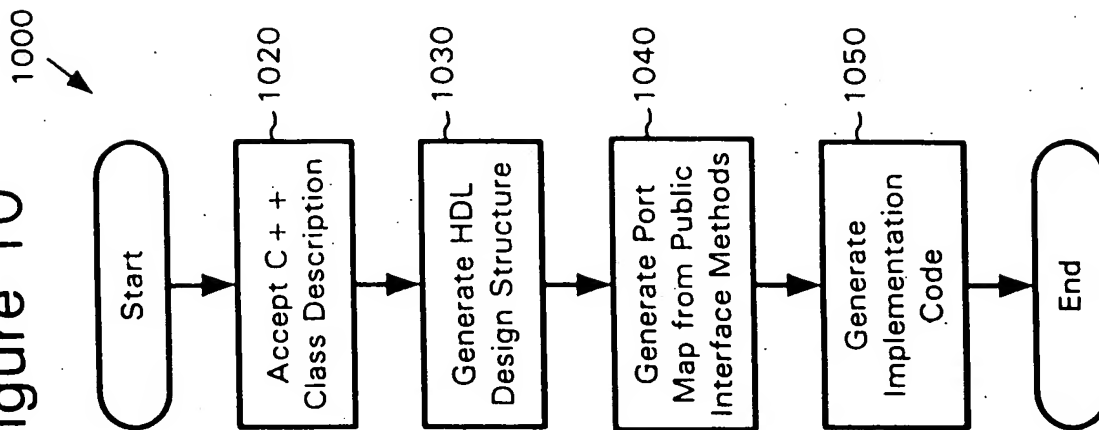 igure 10
1000
Start
Accept C++
Class Description
1020
Generate HDL
Design Structure
1030
Generate Port
Map from Public
Interface Methods
1040
Generate
Implementation
Code
1050
End